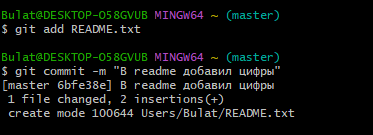 Bulat@DESKTOP-O58GVUB MINGW64 ~ (master)
$ git add README.txt
Bulat@DESKTOP-O58GVUB MINGW64 ~ (master)
$ git commit -m "В readme добавил цифры"
[master 6bfe38e] В readme добавил цифры
1 file changed, 2 insertions(+)
create mode 100644 Users/Bulat/README.txt